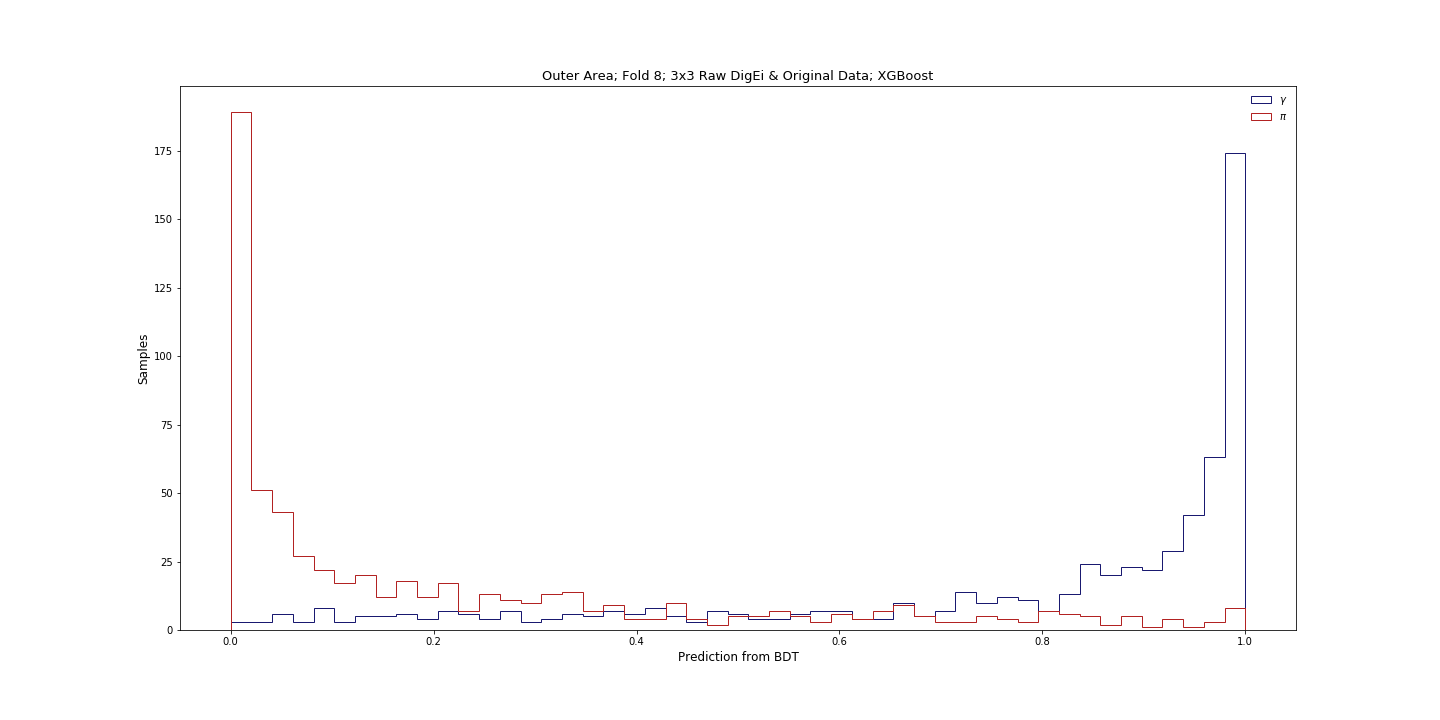 Outer Area; Fold 8; 3x3 Raw DigEi & Original Data; XGBoost
γ
π
175
150
125
100
75
50
25
0
Samples
0.0 0.2 0.4 0.6 0.8 1.0
Prediction from BDT